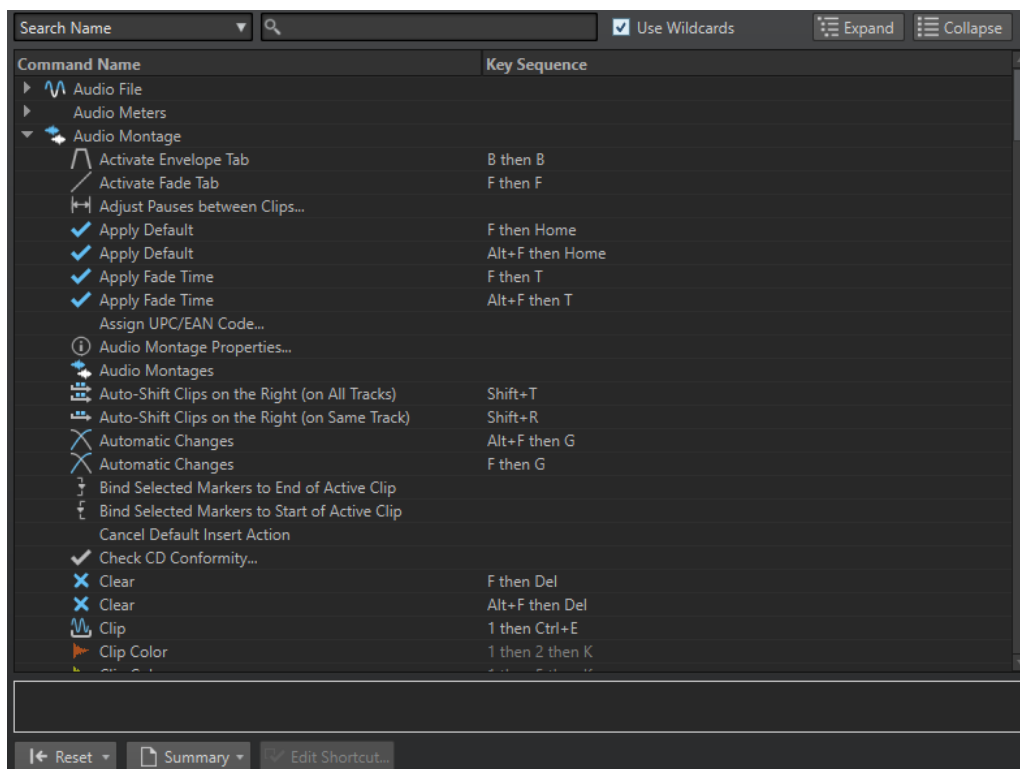 Search Name Use Wildcards Expand Collapse
Command Name Key Sequence
Audio File
Audio Meters
Audio Montage
Activate Envelope Tab B then B
Activate Fade Tab F then F
Adjust Pauses between Clips...
Apply Default F then Home
Apply Default Alt+F then Home
Apply Fade Time F then T
Apply Fade Time Alt+F then T
Assign UPC/EAN Code...
Audio Montage Properties...
Audio Montages
Auto-Shift Clips on the Right (on All Tracks) Shift+T
Auto-Shift Clips on the Right (on Same Track) Shift+R
Automatic Changes Alt+F then G
Automatic Changes F then G
Bind Selected Markers to End of Active Clip
Bind Selected Markers to Start of Active Clip
Cancel Default Insert Action
Check CD Conformity...
Clear F then Del
Clear Alt+F then Del
Clip 1 then Ctrl+E
Clip Color 1 then 2 then K
Reset Summary Edit Shortcut...